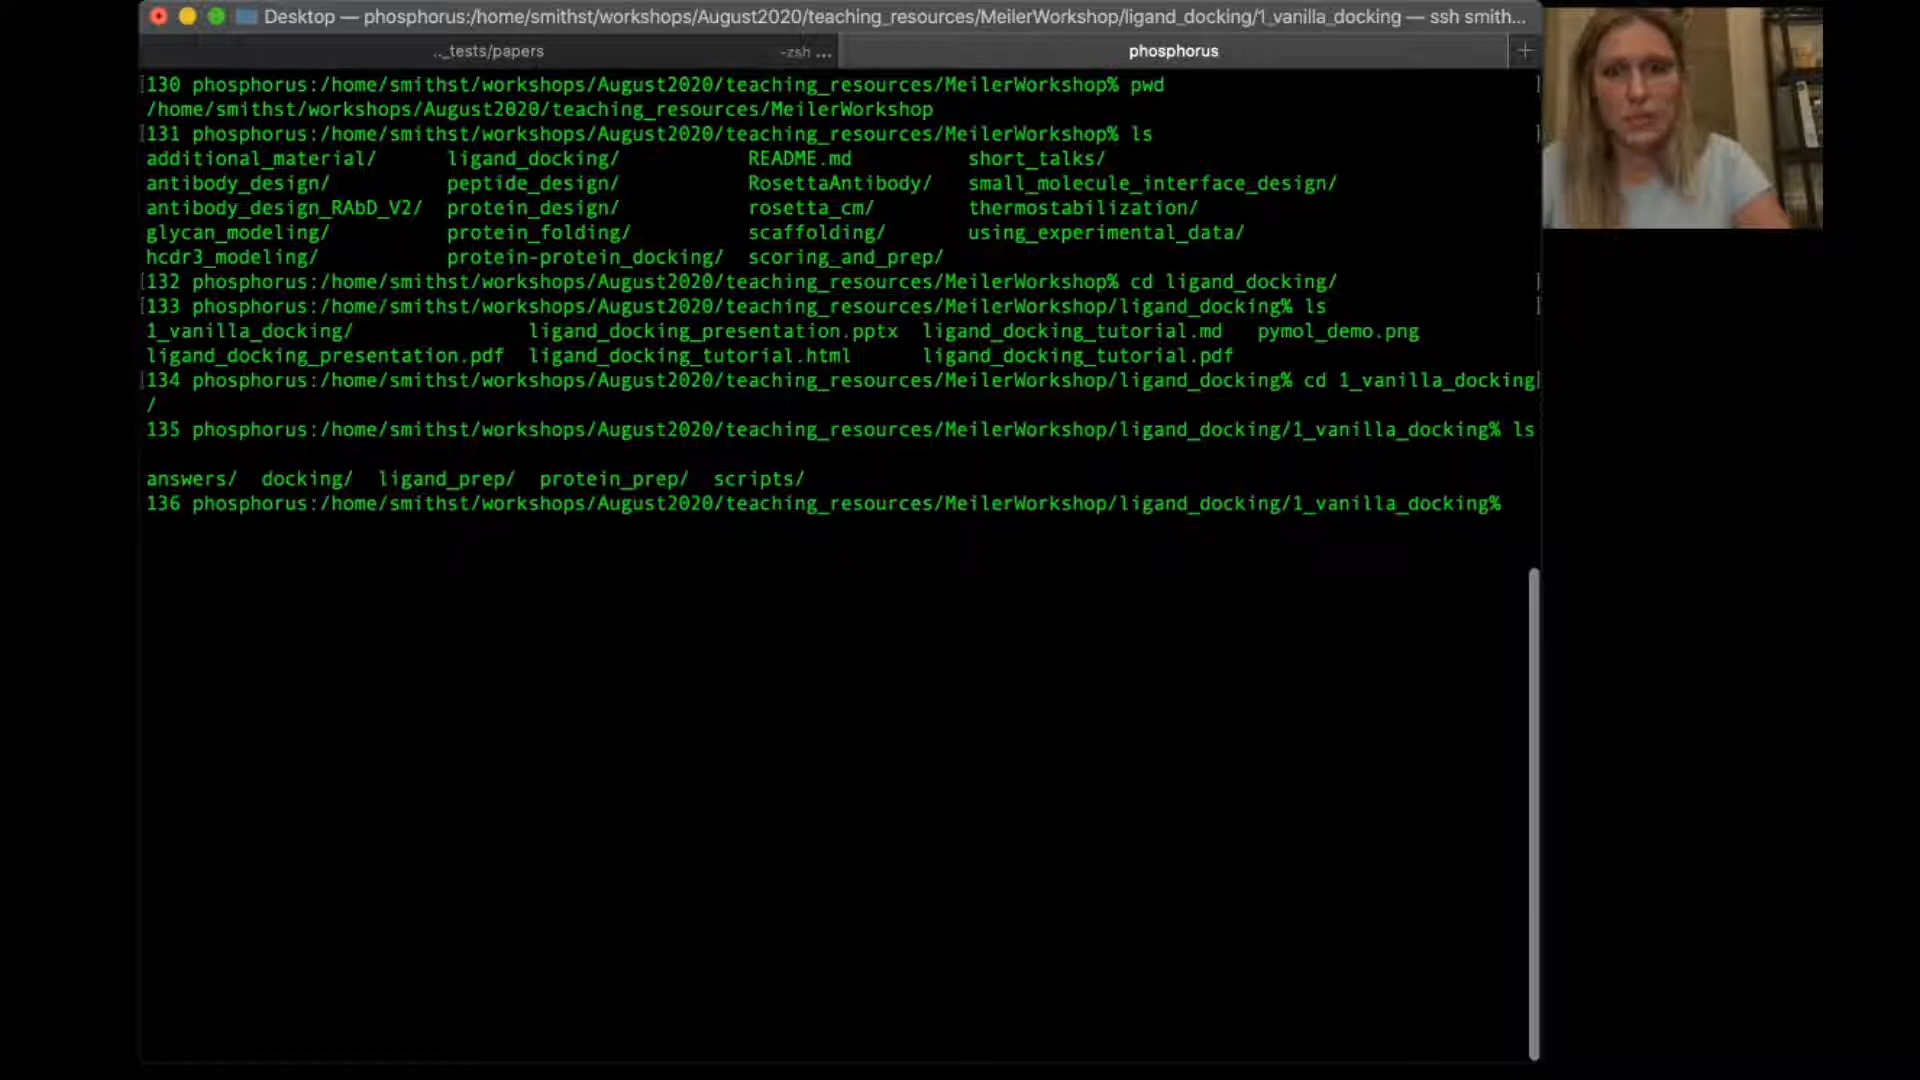 Desktop — phosphorus:/home/smithst/workshops/August2020/teaching_resources/MeilerWorkshop/ligand_docking/1_vanilla_docking — ssh smith...
.._tests/papers -zsh ... phosphorus +
[130 phosphorus:/home/smithst/workshops/August2020/teaching_resources/MeilerWorkshop% pwd ]
/home/smithst/workshops/August2020/teaching_resources/MeilerWorkshop
[131 phosphorus:/home/smithst/workshops/August2020/teaching_resources/MeilerWorkshop% ls ]
additional_material/ ligand_docking/ README.md short_talks/
antibody_design/ peptide_design/ RosettaAntibody/ small_molecule_interface_design/
antibody_design_RAbD_V2/ protein_design/ rosetta_cm/ thermostabilization/
glycan_modeling/ protein_folding/ scaffolding/ using_experimental_data/
hcdr3_modeling/ protein-protein_docking/ scoring_and_prep/
[132 phosphorus:/home/smithst/workshops/August2020/teaching_resources/MeilerWorkshop% cd ligand_docking/ ]
[133 phosphorus:/home/smithst/workshops/August2020/teaching_resources/MeilerWorkshop/ligand_docking% ls ]
1_vanilla_docking/ ligand_docking_presentation.pptx ligand_docking_tutorial.md pymol_demo.png
ligand_docking_presentation.pdf ligand_docking_tutorial.html ligand_docking_tutorial.pdf
[134 phosphorus:/home/smithst/workshops/August2020/teaching_resources/MeilerWorkshop/ligand_docking% cd 1_vanilla_docking]
/
135 phosphorus:/home/smithst/workshops/August2020/teaching_resources/MeilerWorkshop/ligand_docking/1_vanilla_docking% ls
answers/ docking/ ligand_prep/ protein_prep/ scripts/
136 phosphorus:/home/smithst/workshops/August2020/teaching_resources/MeilerWorkshop/ligand_docking/1_vanilla_docking%